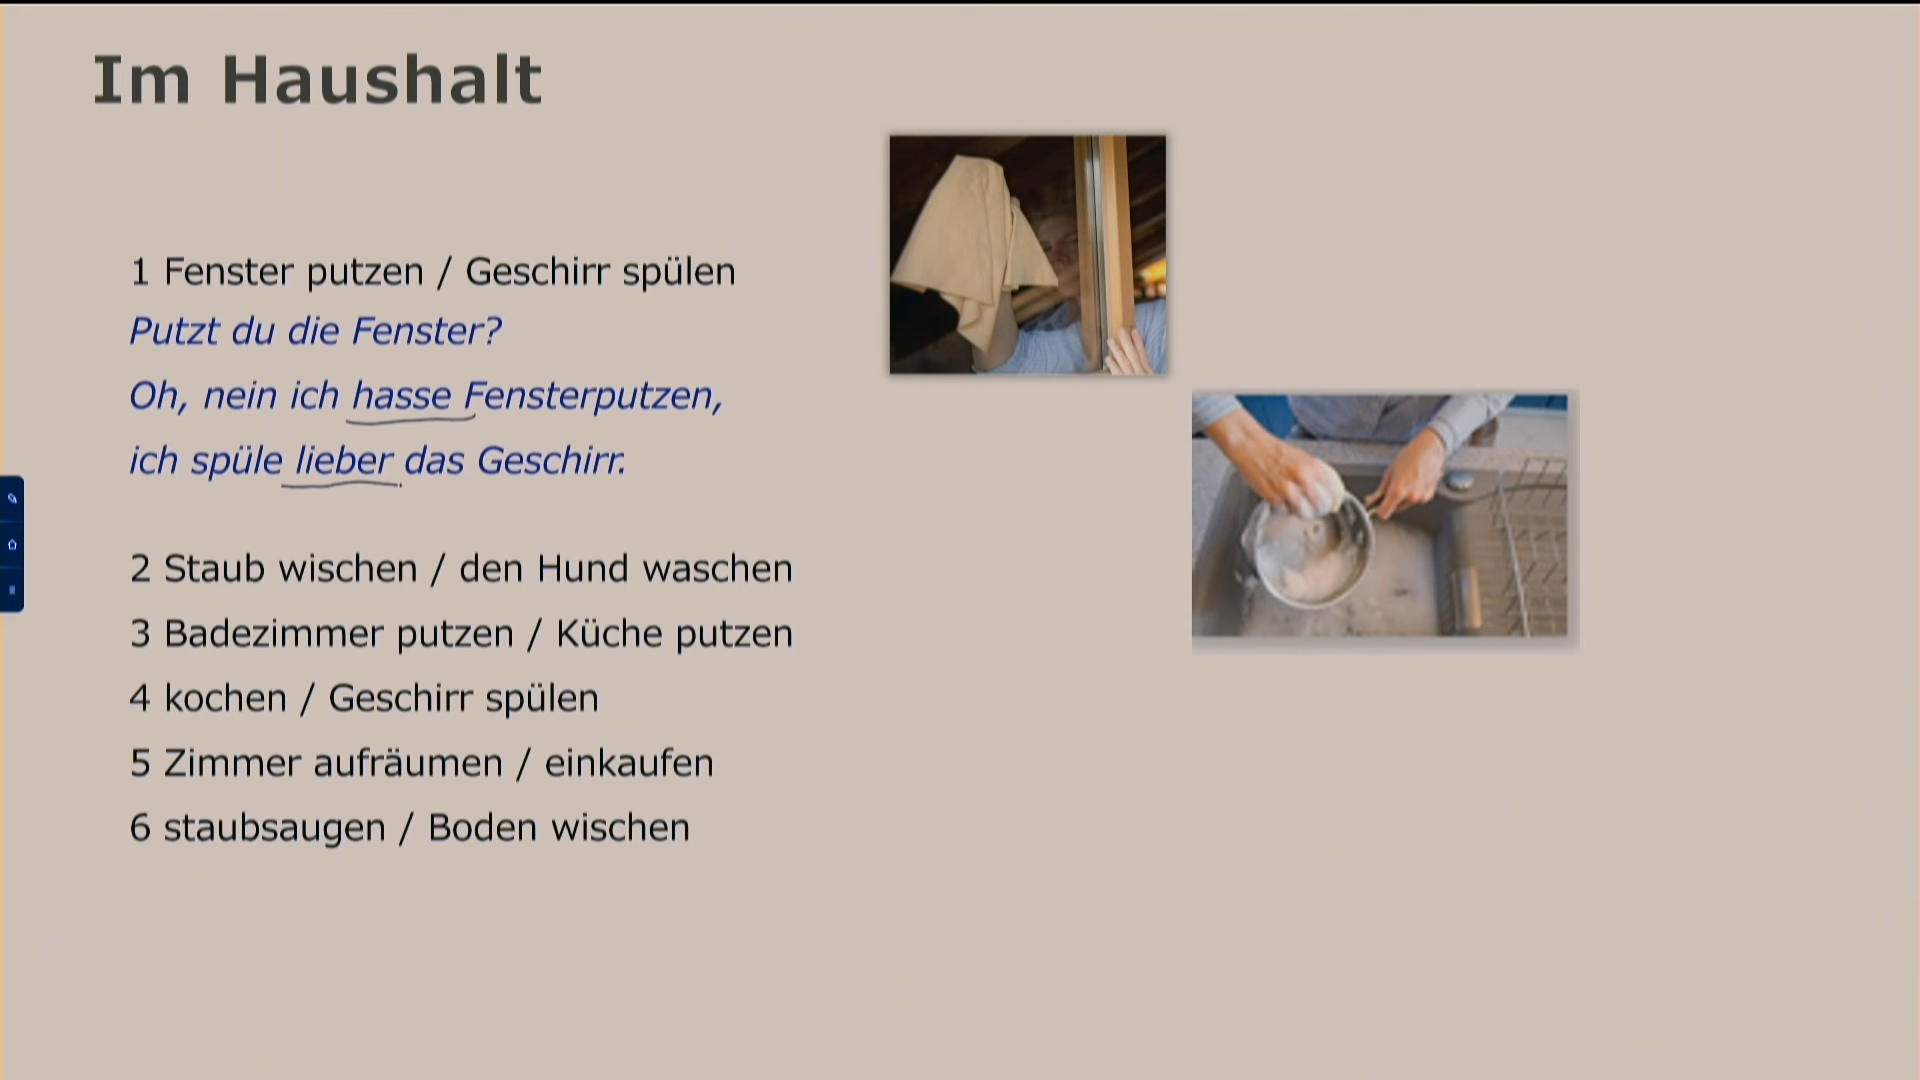 Im Haushalt
1 Fenster putzen / Geschirr spülen
Putzt du die Fenster?
Oh, nein ich hasse Fensterputzen,
ich spüle lieber das Geschirr.
2 Staub wischen / den Hund waschen
3 Badezimmer putzen / Küche putzen
4 kochen / Geschirr spülen
5 Zimmer aufräumen / einkaufen
6 staubsaugen / Boden wischen